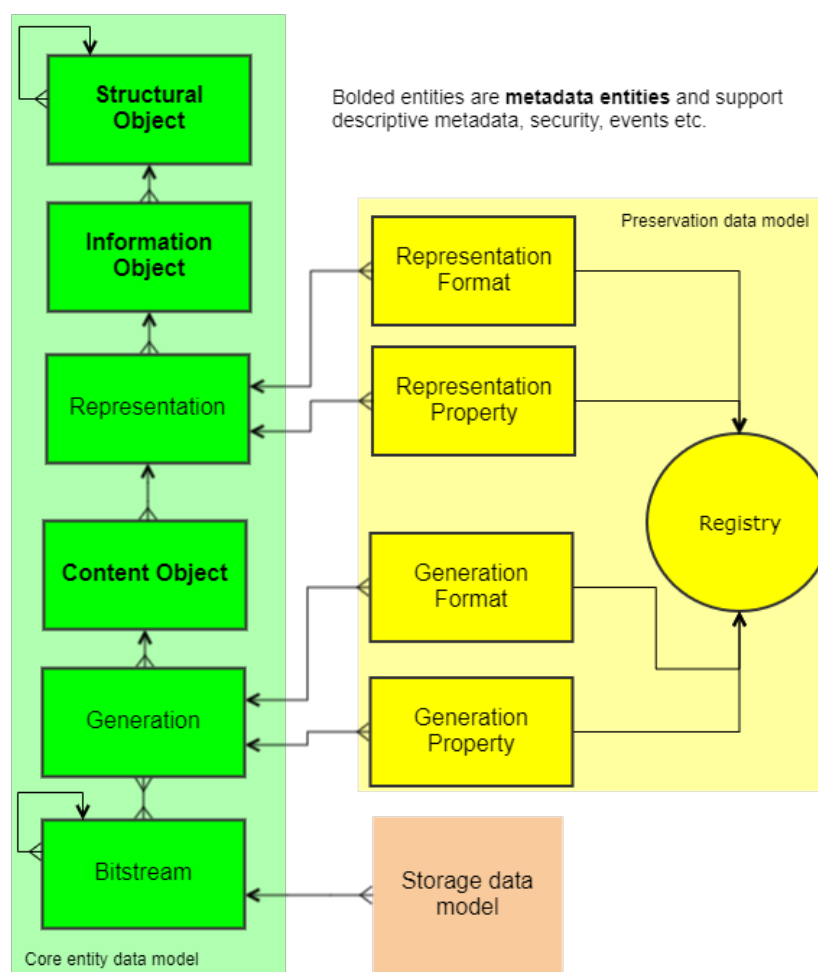 Structural
Object
Bolded entities are metadata entities and support
descriptive metadata, security, events etc.
Information
Object
Preservation data model
Representation
Format
Representation
Representation
Property
Registry
Content Object
Generation
Format
Generation
Generation
Property
Bitstream
Storage data
model
Core entity data model